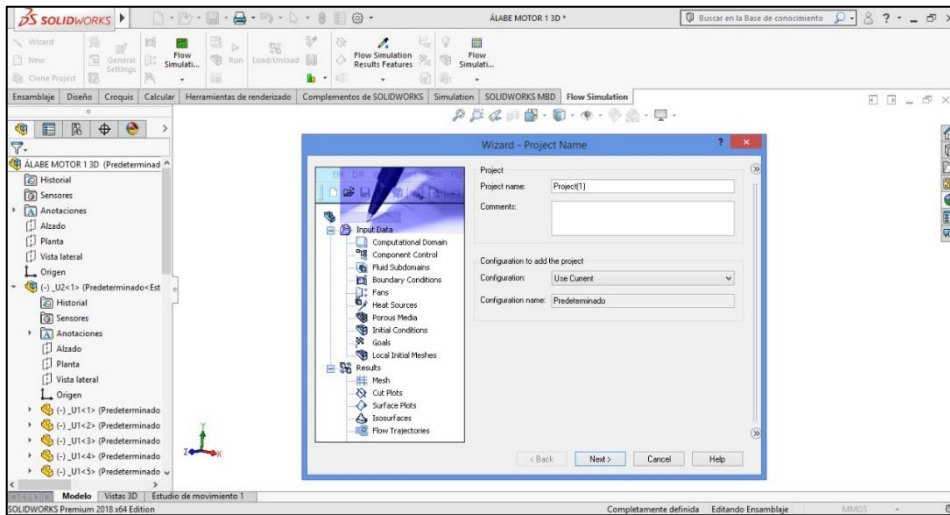 SOLIDWORKS
ÁLABE MOTOR 1 3D *
Buscar en la Base de conocimiento
Wizard
New
Clone Project
General Settings
Flow Simulati...
Run
Load/Unload
Flow Simulation Results Features
Flow Simulati...
Ensamblaje Diseño Croquis Calcular Herramientas de renderizado Complementos de SOLIDWORKS Simulation SOLIDWORKS MBD Flow Simulation
ÁLABE MOTOR 1 3D (Predeterminad
Historial
Sensores
Anotaciones
Alzado
Planta
Vista lateral
Origen
(-) _U2<1> (Predeterminado<Est
Historial
Sensores
Anotaciones
Alzado
Planta
Vista lateral
Origen
(-) _U1<1> (Predeterminado
(-) _U1<2> (Predeterminado
(-) _U1<3> (Predeterminado
(-) _U1<4> (Predeterminado
(-) _U1<5> (Predeterminado
Y
Z
X
Wizard - Project Name
Input Data
Computational Domain
Component Control
Fluid Subdomains
Boundary Conditions
Fans
Heat Sources
Porous Media
Initial Conditions
Goals
Local Initial Meshes
Results
Mesh
Cut Plots
Surface Plots
Isosurfaces
Flow Trajectories
Project
Project name: Project(1)
Comments:
Configuration to add the project
Configuration: Use Current
Configuration name: Predeterminado
< Back Next > Cancel Help
Modelo Vistas 3D Estudio de movimiento 1
SOLIDWORKS Premium 2018 x64 Edition
Completamente definida Editando Ensamblaje MMGS